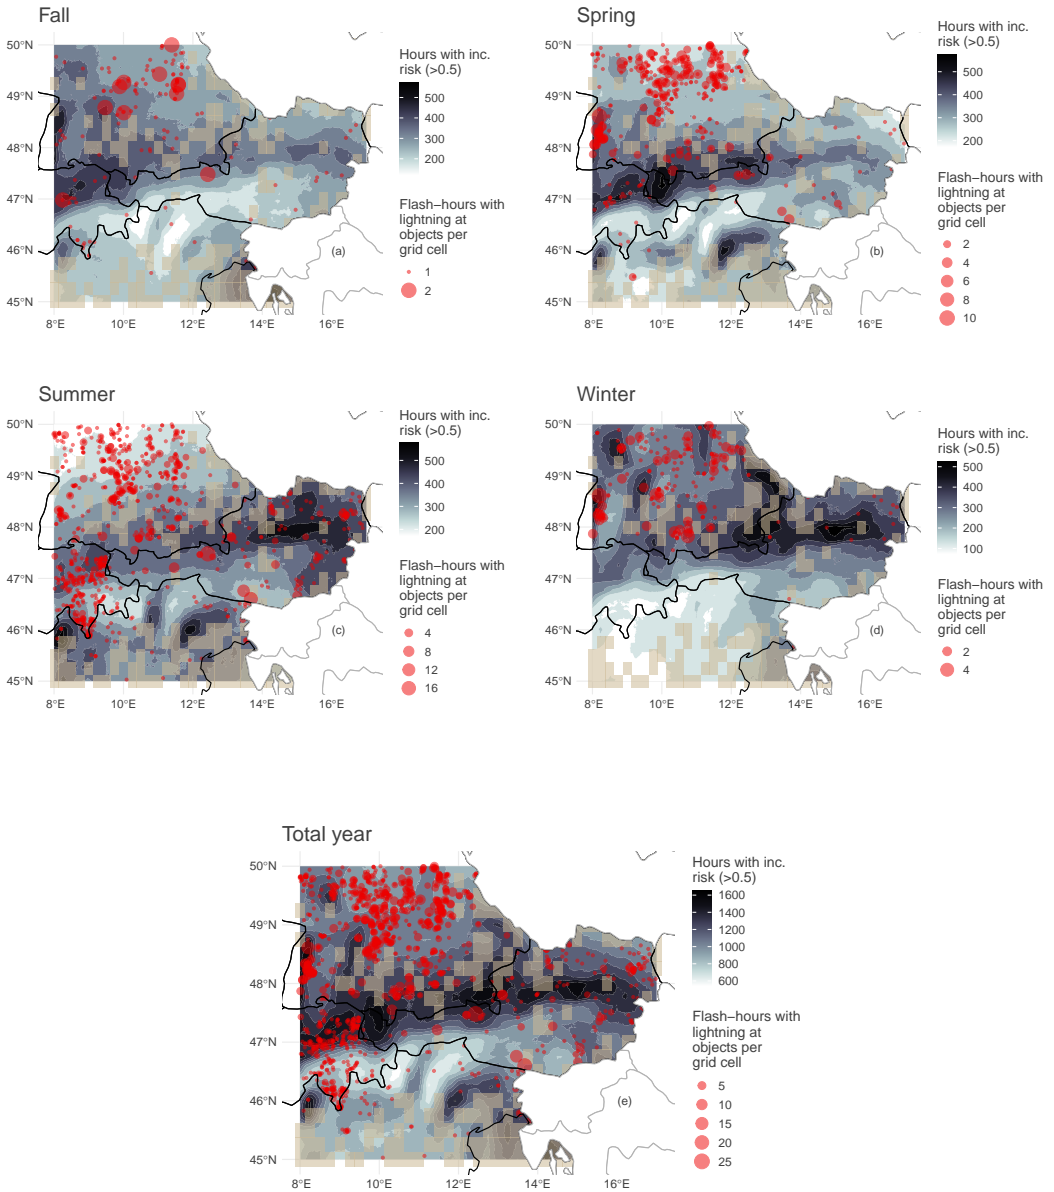 Fall
50°N
49°N
48°N
47°N
46°N
45°N
8°E
10°E
12°E
14°E
16°E
(a)
Hours with inc.
risk (>0.5)
500
400
300
200
Flash−hours with
lightning at
objects per
grid cell
1
2
Spring
50°N
49°N
48°N
47°N
46°N
45°N
8°E
10°E
12°E
14°E
16°E
(b)
Hours with inc.
risk (>0.5)
500
400
300
200
Flash−hours with
lightning at
objects per
grid cell
2
4
6
8
10
Summer
50°N
49°N
48°N
47°N
46°N
45°N
8°E
10°E
12°E
14°E
16°E
(c)
Hours with inc.
risk (>0.5)
500
400
300
200
Flash−hours with
lightning at
objects per
grid cell
4
8
12
16
Winter
50°N
49°N
48°N
47°N
46°N
45°N
8°E
10°E
12°E
14°E
16°E
(d)
Hours with inc.
risk (>0.5)
500
400
300
200
100
Flash−hours with
lightning at
objects per
grid cell
2
4
Total year
50°N
49°N
48°N
47°N
46°N
45°N
8°E
10°E
12°E
14°E
16°E
(e)
Hours with inc.
risk (>0.5)
1600
1400
1200
1000
800
600
Flash−hours with
lightning at
objects per
grid cell
5
10
15
20
25